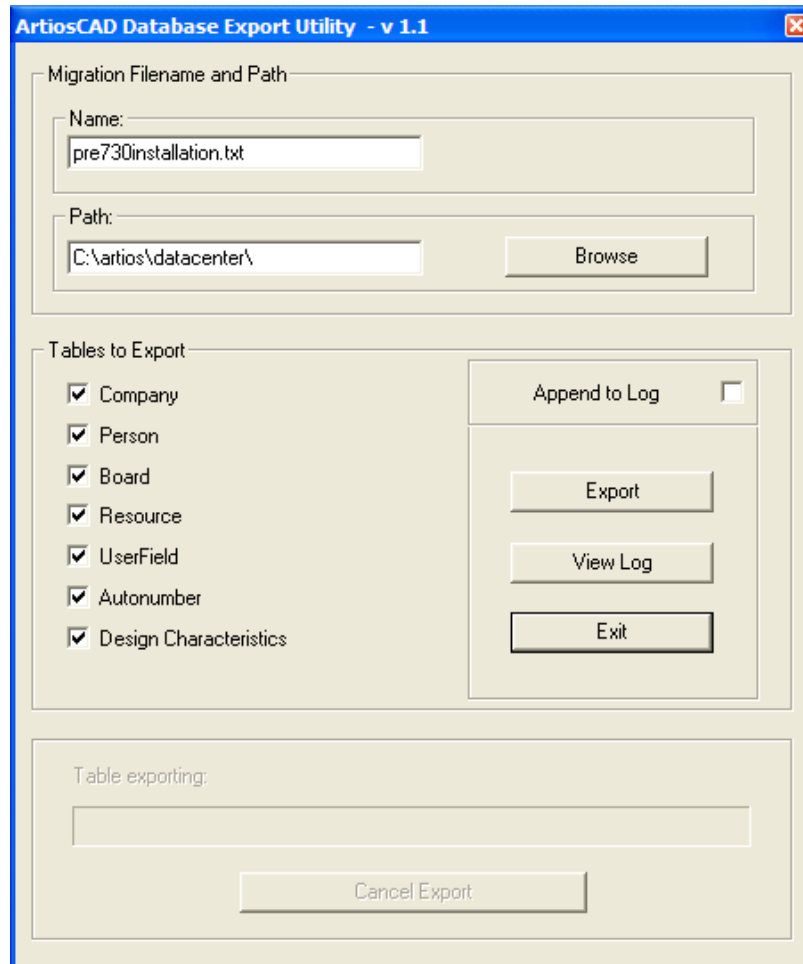 ArtiosCAD Database Export Utility - v 1.1
Migration Filename and Path
Name:
pre730installation.txt
Path:
C:\artios\datacenter\
Browse
Tables to Export
Company
Append to Log
Person
Board
Export
Resource
UserField
View Log
Autonumber
Exit
Design Characteristics
Table exporting:
Cancel Export